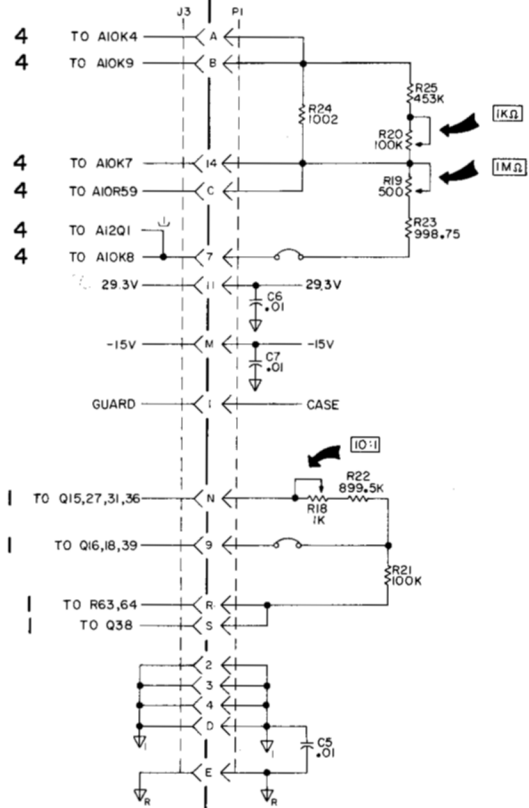 J3 P1
4 TO A10K4 A
4 TO A10K9 B
R25
453K
R24
1002
R20
100K
1KΩ
4 TO A10K7 14
R19
500
1MΩ
4 TO A10R59 C
4 TO A12Q1
R23
998.75
4 TO A10K8 7
29.3V 11 29.3V
C6
.01
-15V M -15V
C7
.01
GUARD 1 CASE
10:1
R22
899.5K
1 TO Q15,27,31,36 N
R18
1K
1 TO Q16,18,39 9
R21
100K
1 TO R63,64 R
1 TO Q38 S
2
3
4
D
1 1
C5
.01
E
R R